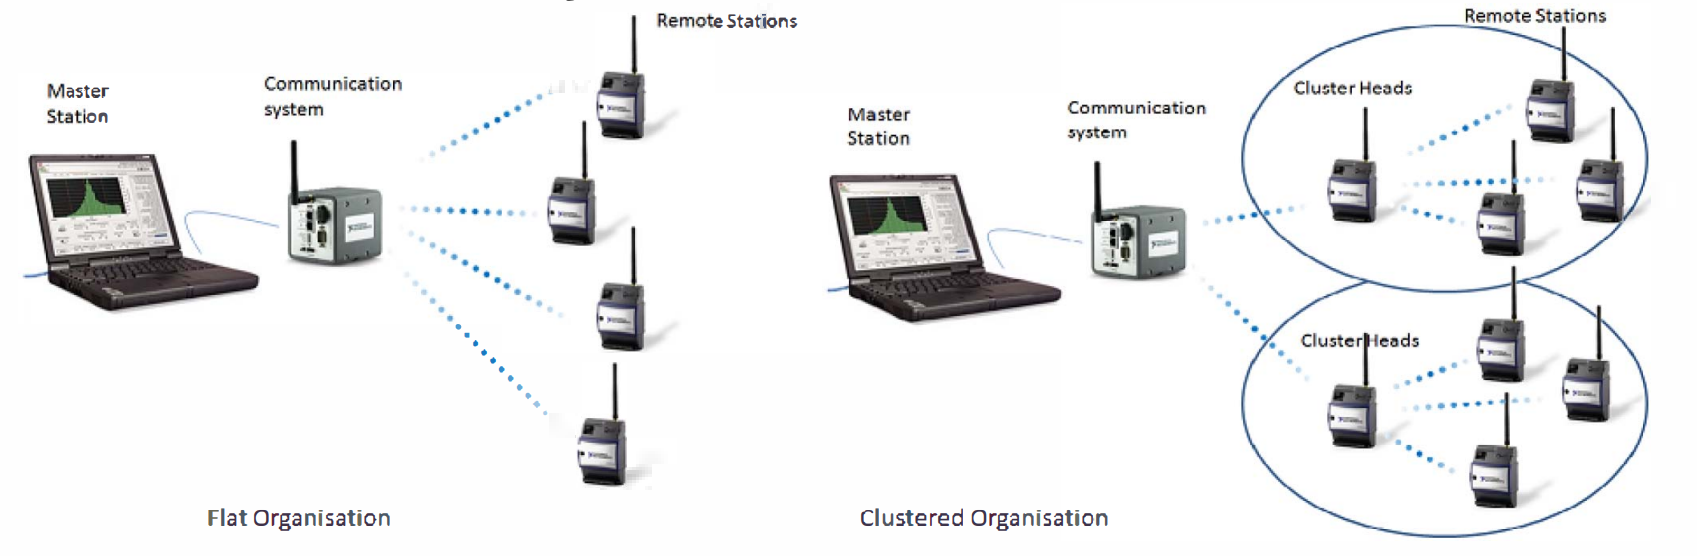 Remote Stations
Master
Station
Communication
system
Flat Organisation
Remote Stations
Cluster Heads
Master
Station
Communication
system
Cluster Heads
Clustered Organisation